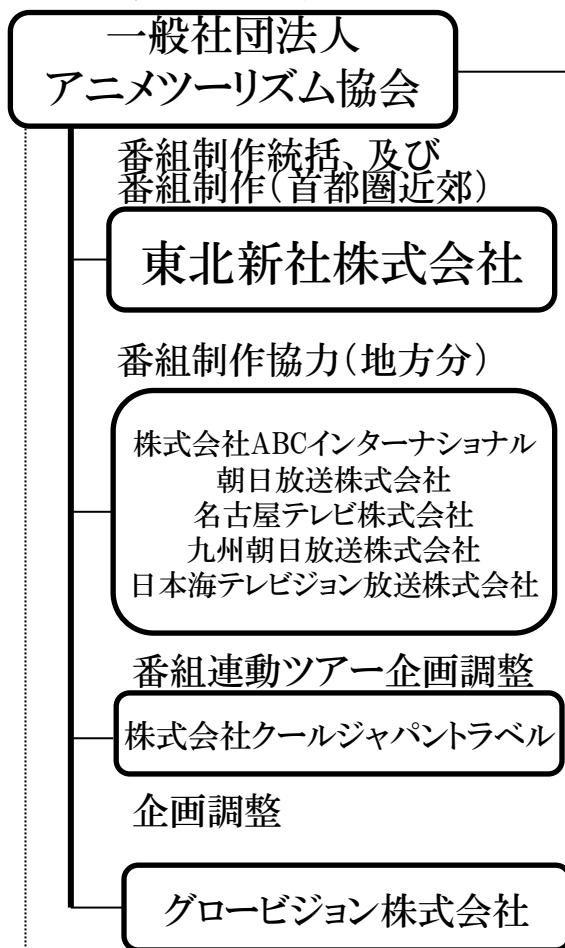 一般社団法人
アニメツーリズム協会
番組制作統括、及び
番組制作(首都圏近郊)
東北新社株式会社
番組制作協力(地方分)
株式会社ABCインターナショナル
朝日放送株式会社
名古屋テレビ株式会社
九州朝日放送株式会社
日本海テレビジョン放送株式会社
番組連動ツアー企画調整
株式会社クールジャパントラベル
企画調整
グロービジョン株式会社